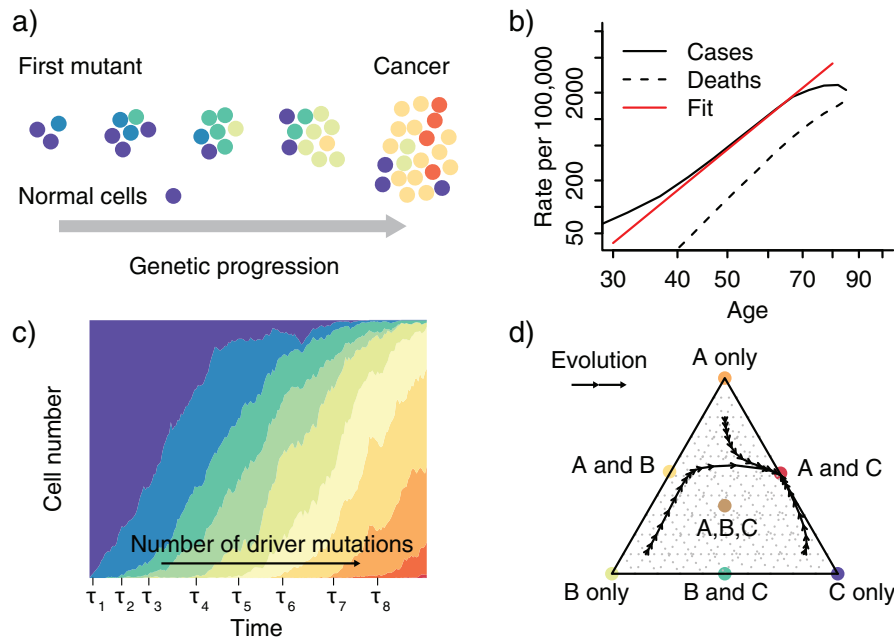 a)
First mutant
Cancer
Normal cells
Genetic progression
b)
Cases
Deaths
Fit
Rate per 100,000
2000
200
50
30 40 50 70 90
Age
c)
Cell number
Number of driver mutations
τ1 τ2 τ3 τ4 τ5 τ6 τ7 τ8
Time
d)
Evolution
A only
A and B
A and C
A,B,C
B only
B and C
C only